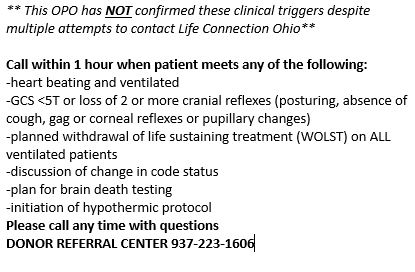 ** This OPO has NOT confirmed these clinical triggers despite
multiple attempts to contact Life Connection Ohio**
Call within 1 hour when patient meets any of the following:
-heart beating and ventilated
-GCS <5T or loss of 2 or more cranial reflexes (posturing, absence of
cough, gag or corneal reflexes or pupillary changes)
-planned withdrawal of life sustaining treatment (WOLST) on ALL
ventilated patients
-discussion of change in code status
-plan for brain death testing
-initiation of hypothermic protocol
Please call any time with questions
DONOR REFERRAL CENTER 937-223-1606